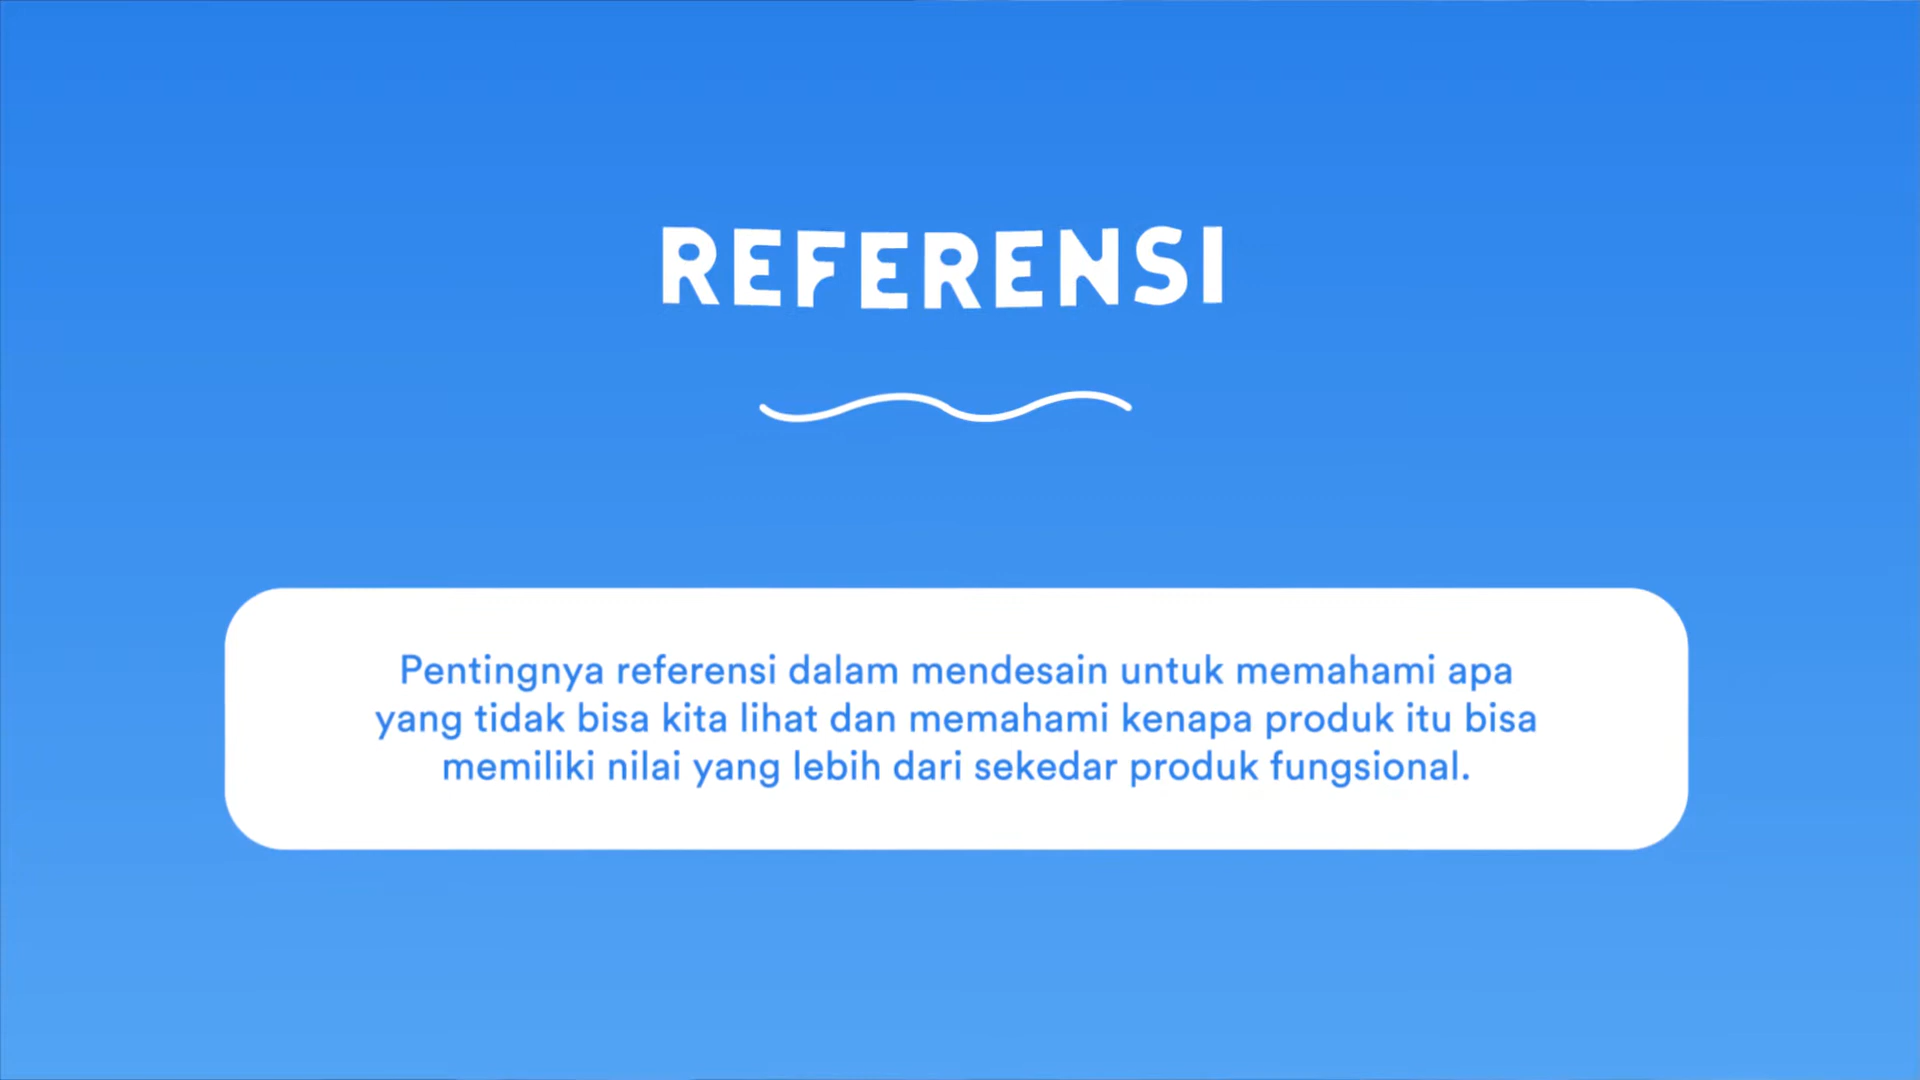 REFERENSI
Pentingnya referensi dalam mendesain untuk memahami apa
yang tidak bisa kita lihat dan memahami kenapa produk itu bisa
memiliki nilai yang lebih dari sekedar produk fungsional.